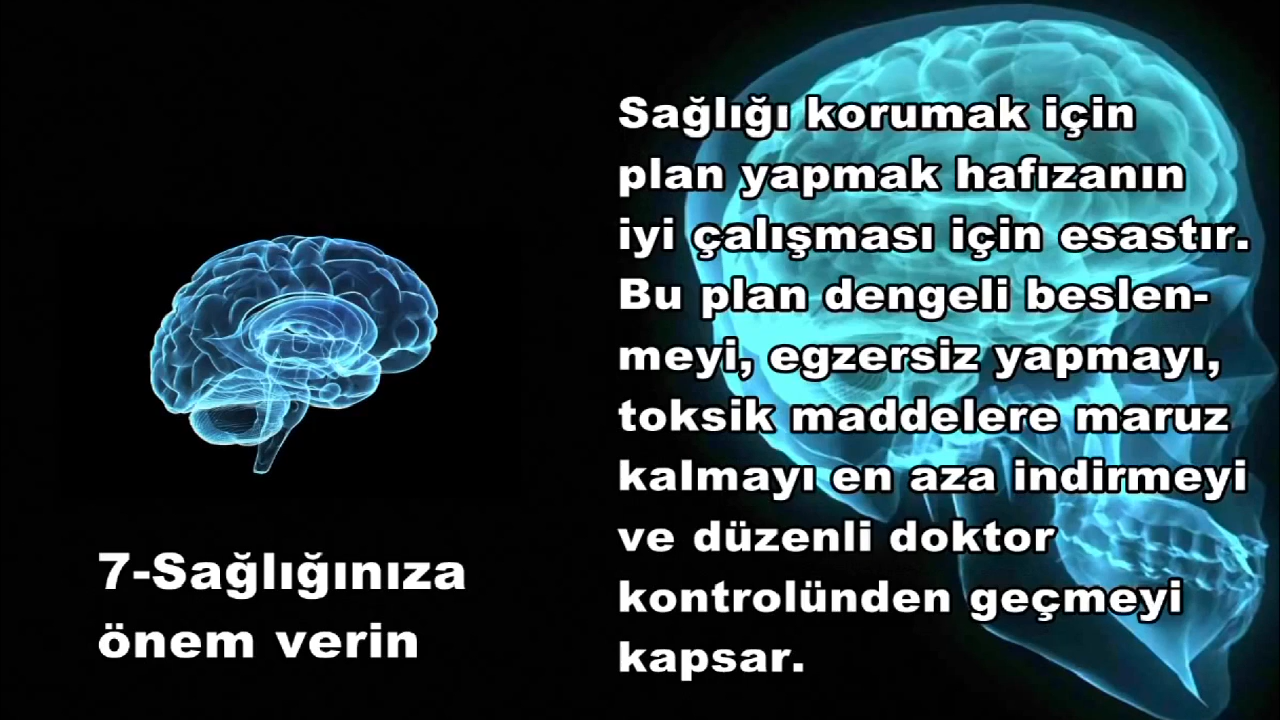 7-Sağlığınıza
önem verin
Sağlığı korumak için
plan yapmak hafızanın
iyi çalışması için esastır.
Bu plan dengeli beslen-
meyi, egzersiz yapmayı,
toksik maddelere maruz
kalmayı en aza indirmeyi
ve düzenli doktor
kontrolünden geçmeyi
kapsar.